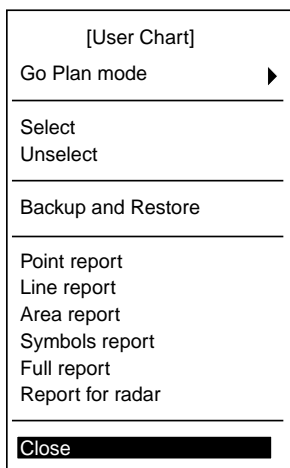 [User Chart]
Go Plan mode
Select
Unselect
Backup and Restore
Point report
Line report
Area report
Symbols report
Full report
Report for radar
Close